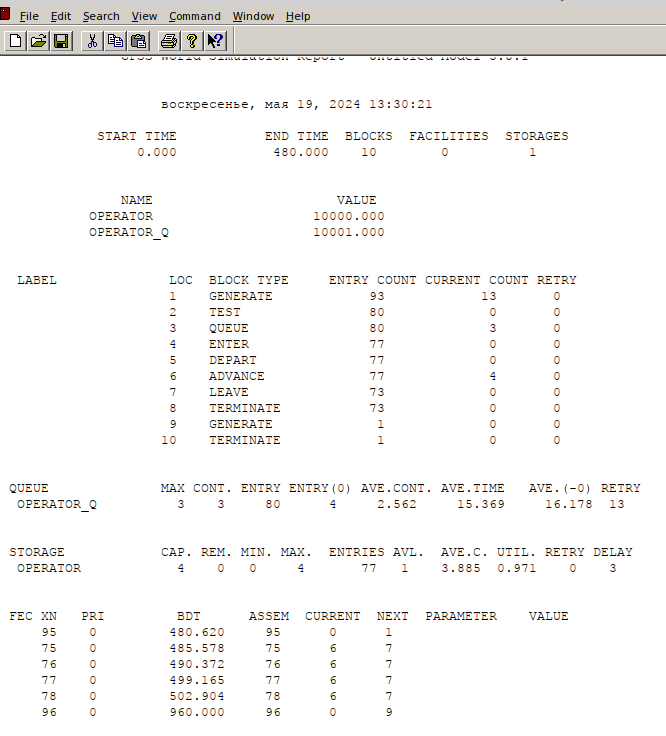 File Edit Search View Command Window Help
GPSS World Simulation Report - Untitled Model 3.0.1
воскресенье, мая 19, 2024 13:30:21
START TIME END TIME BLOCKS FACILITIES STORAGES
0.000 480.000 10 0 1
NAME VALUE
OPERATOR 10000.000
OPERATOR_Q 10001.000
LABEL LOC BLOCK TYPE ENTRY COUNT CURRENT COUNT RETRY
1 GENERATE 93 13 0
2 TEST 80 0 0
3 QUEUE 80 3 0
4 ENTER 77 0 0
5 DEPART 77 0 0
6 ADVANCE 77 4 0
7 LEAVE 73 0 0
8 TERMINATE 73 0 0
9 GENERATE 1 0 0
10 TERMINATE 1 0 0
QUEUE MAX CONT. ENTRY ENTRY(0) AVE.CONT. AVE.TIME AVE.(-0) RETRY
OPERATOR_Q 3 3 80 4 2.562 15.369 16.178 13
STORAGE CAP. REM. MIN. MAX. ENTRIES AVL. AVE.C. UTIL. RETRY DELAY
OPERATOR 4 0 0 4 77 1 3.885 0.971 0 3
FEC XN PRI BDT ASSEM CURRENT NEXT PARAMETER VALUE
95 0 480.620 95 0 1
75 0 485.578 75 6 7
76 0 490.372 76 6 7
77 0 499.165 77 6 7
78 0 502.904 78 6 7
96 0 960.000 96 0 9